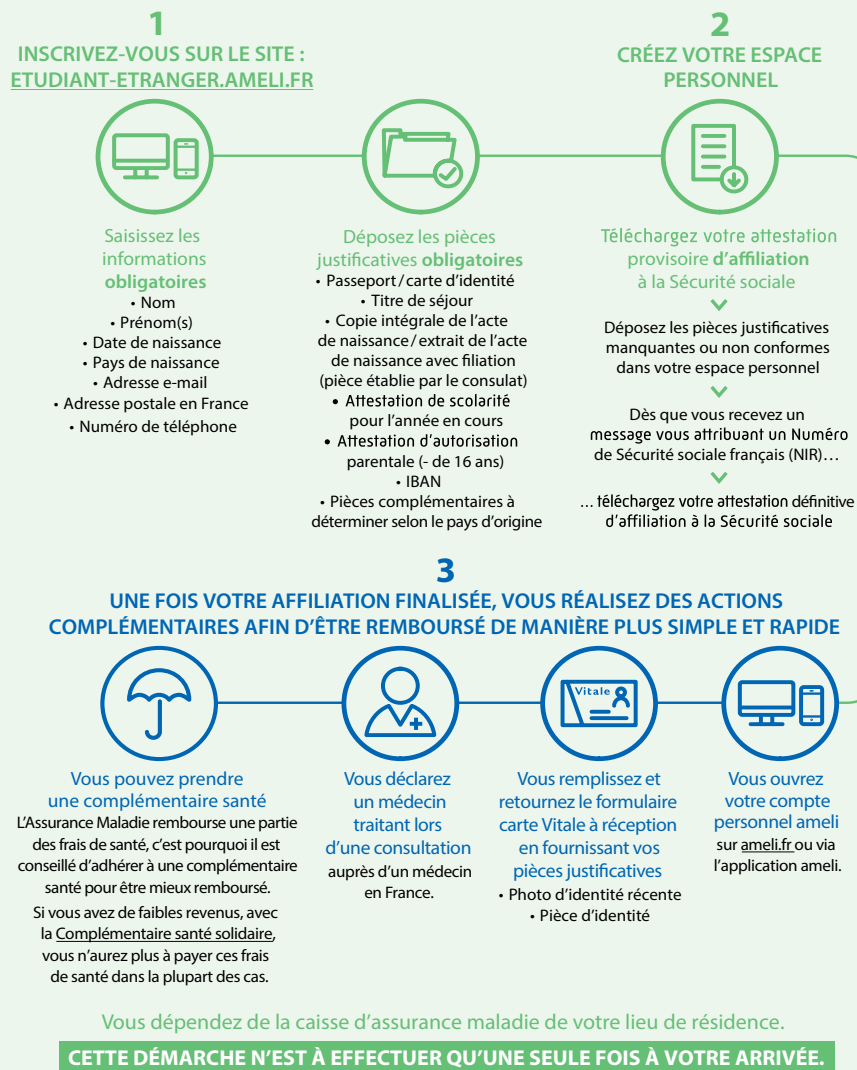 1
INSCRIVEZ-VOUS SUR LE SITE :
ETUDIANT-ETRANGER.AMELI.FR
Saisissez les
informations
obligatoires
• Nom
• Prénom(s)
• Date de naissance
• Pays de naissance
• Adresse e-mail
• Adresse postale en France
• Numéro de téléphone
Déposez les pièces
justificatives obligatoires
• Passeport/carte d'identité
• Titre de séjour
• Copie intégrale de l'acte
de naissance/extrait de l'acte
de naissance avec filiation
(pièce établie par le consulat)
• Attestation de scolarité
pour l'année en cours
• Attestation d'autorisation
parentale (- de 16 ans)
• IBAN
• Pièces complémentaires à
déterminer selon le pays d'origine
2
CRÉEZ VOTRE ESPACE
PERSONNEL
Téléchargez votre attestation
provisoire d'affiliation
à la Sécurité sociale
Déposez les pièces justificatives
manquantes ou non conformes
dans votre espace personnel
Dès que vous recevez un
message vous attribuant un Numéro
de Sécurité sociale français (NIR)…
… téléchargez votre attestation définitive
d'affiliation à la Sécurité sociale
3
UNE FOIS VOTRE AFFILIATION FINALISÉE, VOUS RÉALISEZ DES ACTIONS
COMPLÉMENTAIRES AFIN D'ÊTRE REMBOURSÉ DE MANIÈRE PLUS SIMPLE ET RAPIDE
Vous pouvez prendre
une complémentaire santé
L'Assurance Maladie rembourse une partie
des frais de santé, c'est pourquoi il est
conseillé d'adhérer à une complémentaire
santé pour être mieux remboursé.
Si vous avez de faibles revenus, avec
la Complémentaire santé solidaire,
vous n'aurez plus à payer ces frais
de santé dans la plupart des cas.
Vous déclarez
un médecin
traitant lors
d'une consultation
auprès d'un médecin
en France.
Vitale
Vous remplissez et
retournez le formulaire
carte Vitale à réception
en fournissant vos
pièces justificatives
• Photo d'identité récente
• Pièce d'identité
Vous ouvrez
votre compte
personnel ameli
sur ameli.fr ou via
l'application ameli.
Vous dépendez de la caisse d'assurance maladie de votre lieu de résidence.
CETTE DÉMARCHE N'EST À EFFECTUER QU'UNE SEULE FOIS À VOTRE ARRIVÉE.